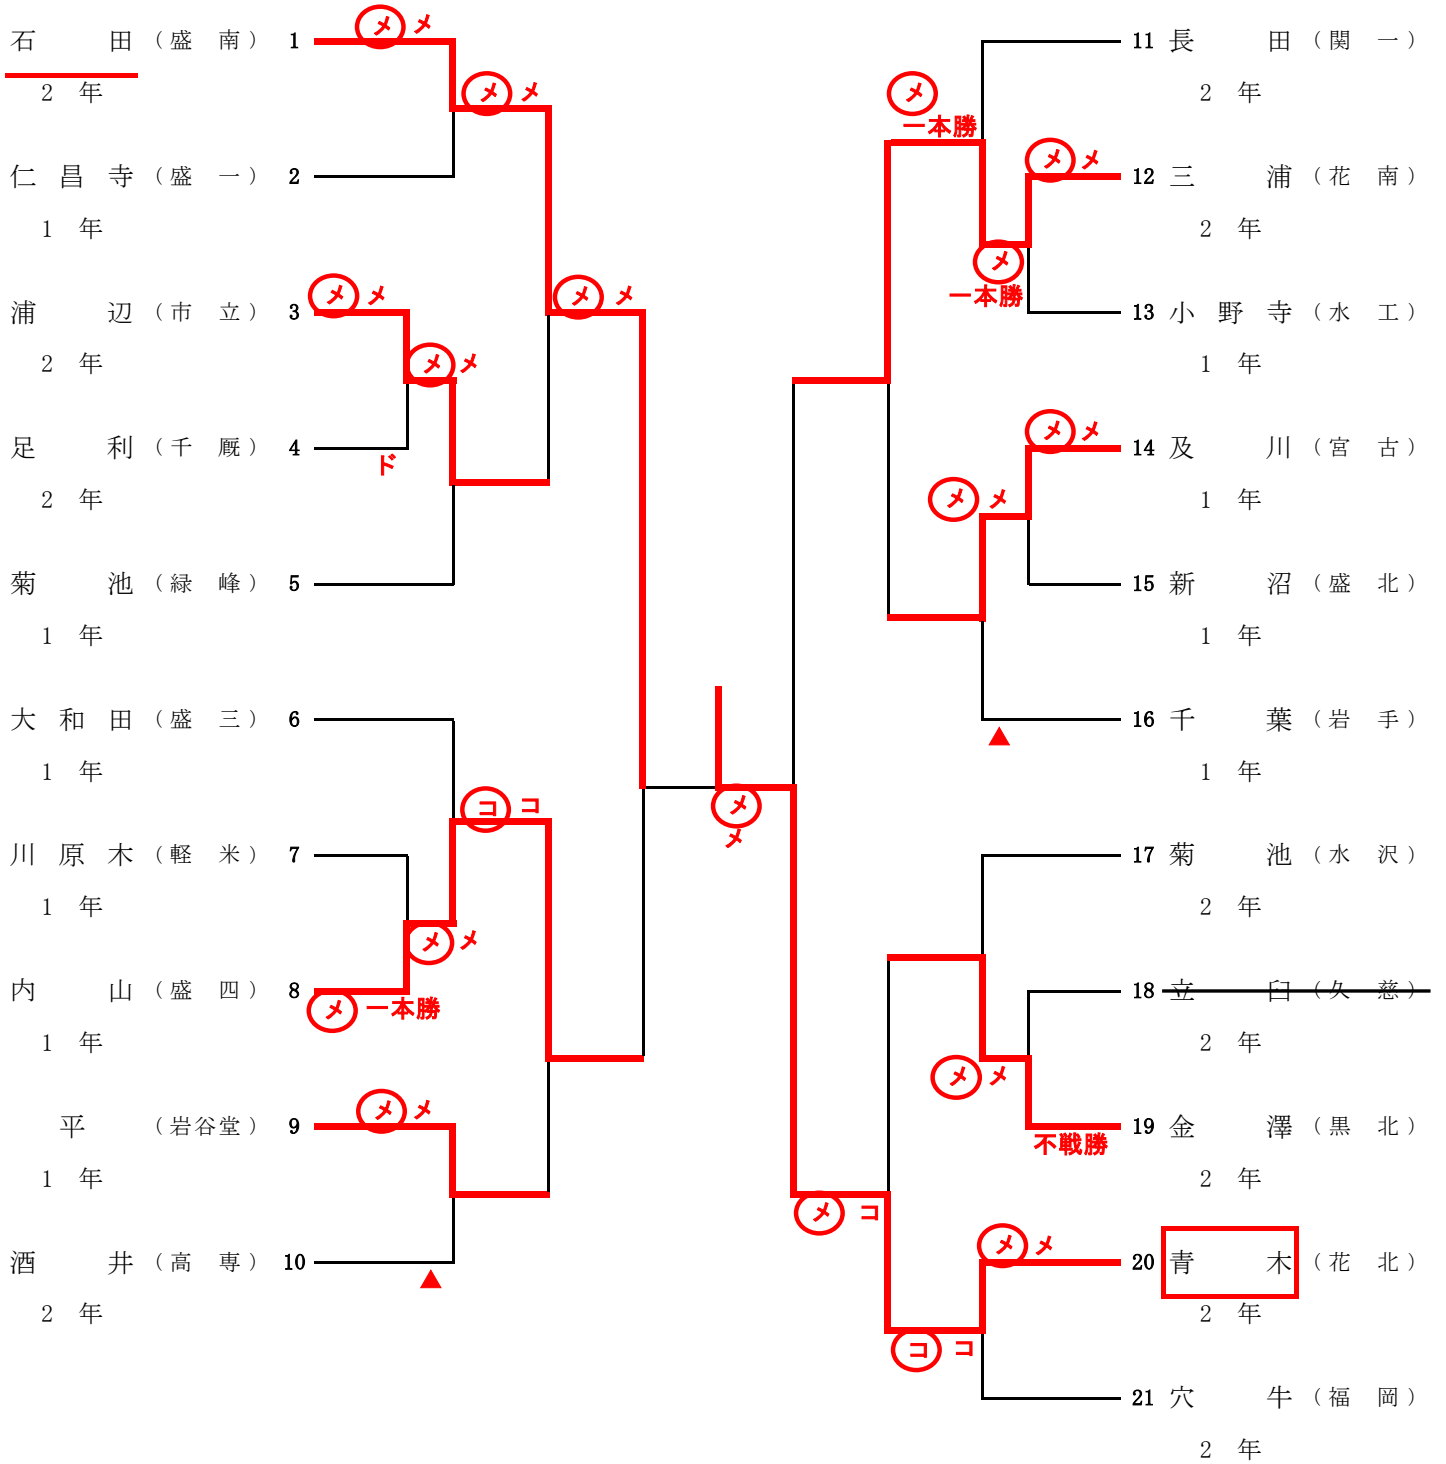 石田（盛南） 1
2 年
仁昌寺（盛一） 2
1 年
浦辺（市立） 3
2 年
足利（千厩） 4
2 年
菊池（緑峰） 5
1 年
大和田（盛三） 6
1 年
川原木（軽米） 7
1 年
内山（盛四） 8
1 年
平（岩谷堂） 9
1 年
酒井（高専） 10
2 年
メ メ
メ メ
メ メ
メ メ
メ メ
ド
コ コ
メ メ
メ 一本勝
メ メ
▲
メ
メ
メ
一本勝
メ メ
メ
一本勝
メ メ
メ メ
▲
メ メ
不戦勝
メ コ
メ メ
コ コ
11 長田（関一）
2 年
12 三浦（花南）
2 年
13 小野寺（水工）
1 年
14 及川（宮古）
1 年
15 新沼（盛北）
1 年
16 千葉（岩手）
1 年
17 菊池（水沢）
2 年
18 立臼（久慈）
2 年
19 金澤（黒北）
2 年
20 青木（花北）
2 年
21 穴牛（福岡）
2 年